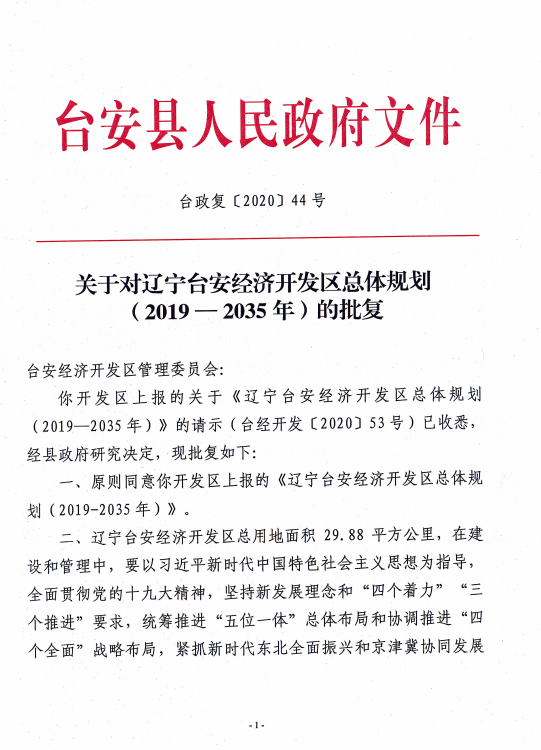 台安县人民政府文件
台政复〔2020〕44 号
关于对辽宁台安经济开发区总体规划
（2019 — 2035 年）的批复
台安经济开发区管理委员会：
你开发区上报的关于《辽宁台安经济开发区总体规划
（2019—2035 年）》的请示（台经开发〔2020〕53 号）已收悉，
经县政府研究决定，现批复如下：
一、原则同意你开发区上报的《辽宁台安经济开发区总体规
划（2019-2035 年）》。
二、辽宁台安经济开发区总用地面积 29.88 平方公里，在建
设和管理中，要以习近平新时代中国特色社会主义思想为指导，
全面贯彻党的十九大精神，坚持新发展理念和“四个着力”“三
个推进”要求，统筹推进“五位一体”总体布局和协调推进“四
个全面”战略布局，紧抓新时代东北全面振兴和京津冀协同发展
- 1 -